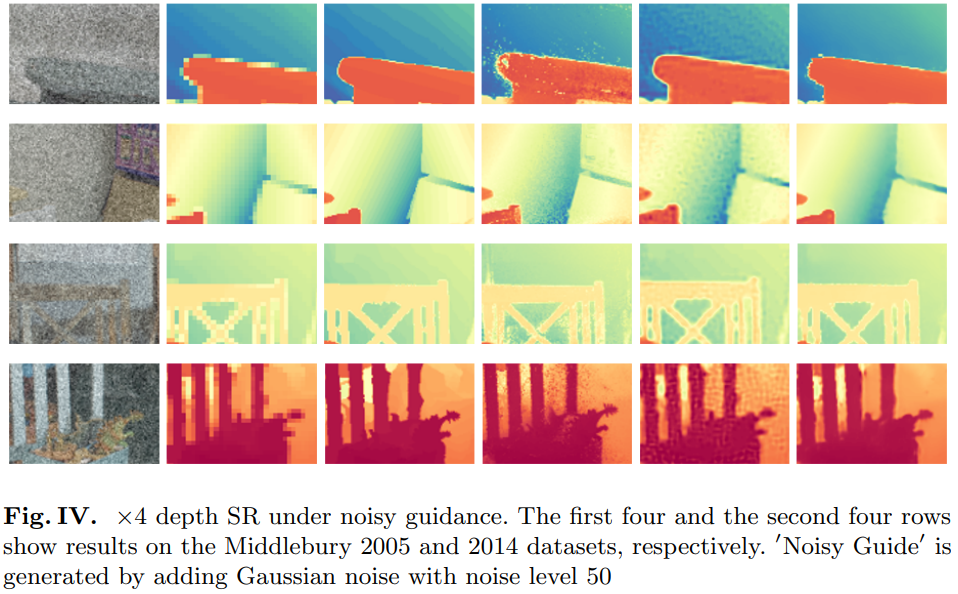 Fig. IV. ×4 depth SR under noisy guidance. The first four and the second four rows
show results on the Middlebury 2005 and 2014 datasets, respectively. ′Noisy Guide′ is
generated by adding Gaussian noise with noise level 50